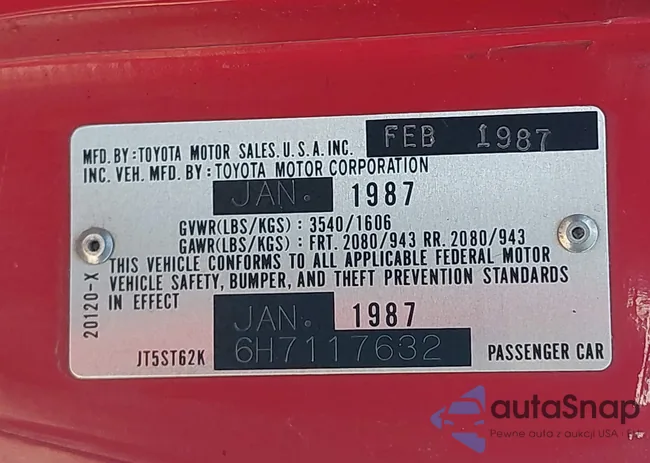 MFD. BY: TOYOTA MOTOR SALES. U.S.A. INC. FEB 1987
INC. VEH. MFD. BY: TOYOTA MOTOR CORPORATION
JAN. 1987
GVWR(LBS/KGS) : 3540/1606
GAWR(LBS/KGS) : FRT. 2080/943 RR. 2080/943
THIS VEHICLE CONFORMS TO ALL APPLICABLE FEDERAL MOTOR
VEHICLE SAFETY, BUMPER, AND THEFT PREVENTION STANDARDS
IN EFFECT
JAN. 1987
JT5ST62K 6H7117632 PASSENGER CAR
20120-X
autaSnap
Pewne auta z aukcji USA